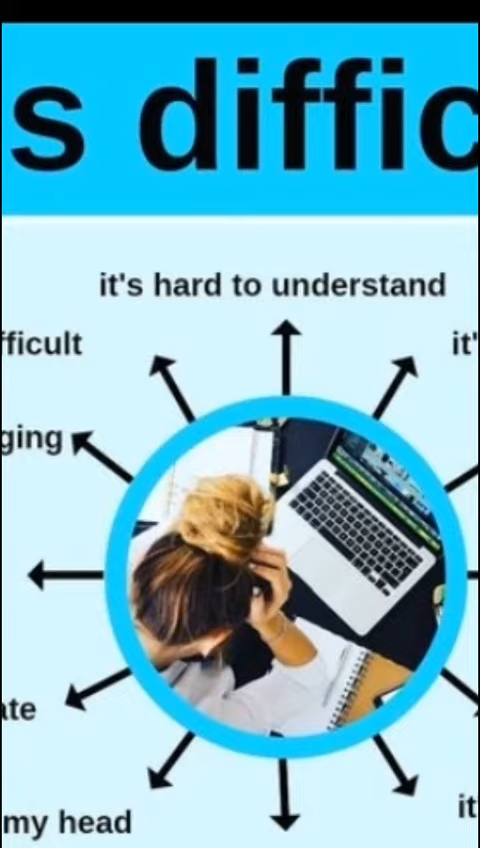 s diffic
it's hard to understand
fficult
it'
ging
ate
my head
it'